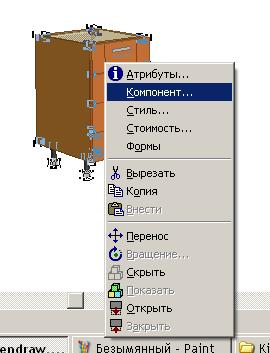 Атрибуты...
Компонент...
Стиль...
Стоимость...
Формы
Вырезать
Копия
Внести
Перенос
Вращение...
Скрыть
Показать
Открыть
Закрыть
endraw....
Безымянный - Paint
Ki